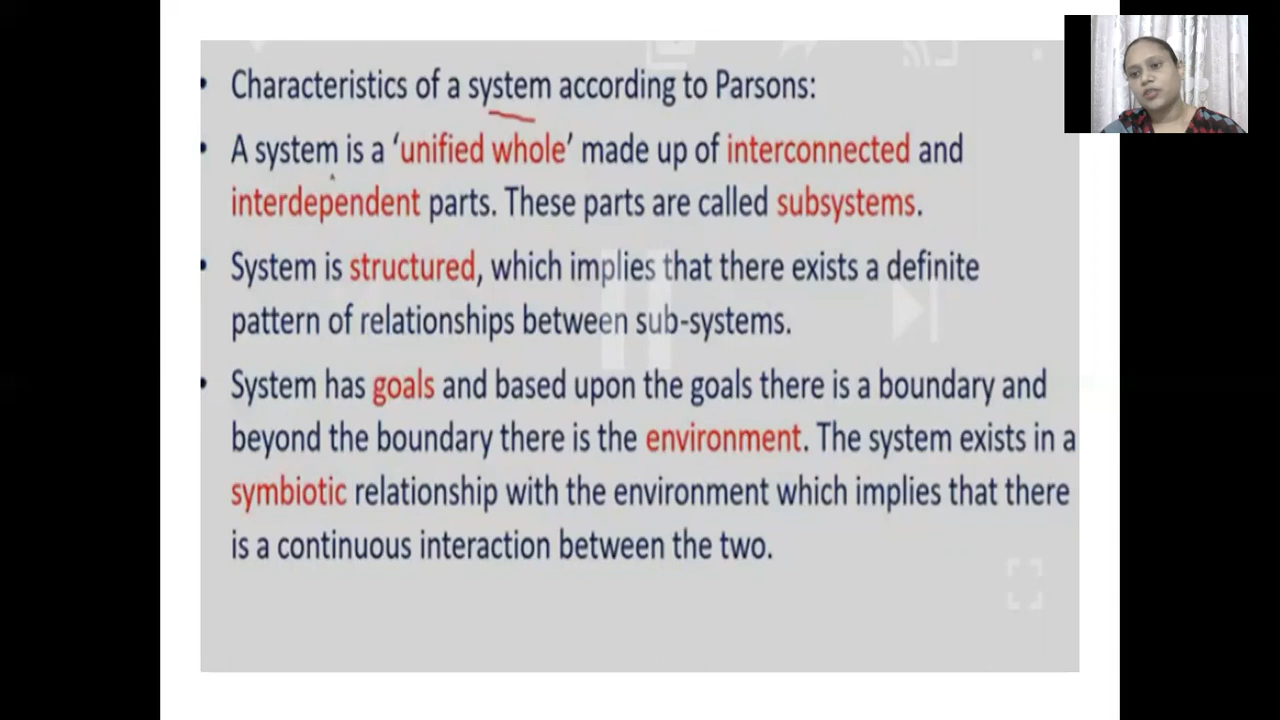 • Characteristics of a system according to Parsons:
• A system is a ‘unified whole’ made up of interconnected and
interdependent parts. These parts are called subsystems.
• System is structured, which implies that there exists a definite
pattern of relationships between sub-systems.
• System has goals and based upon the goals there is a boundary and
beyond the boundary there is the environment. The system exists in a
symbiotic relationship with the environment which implies that there
is a continuous interaction between the two.